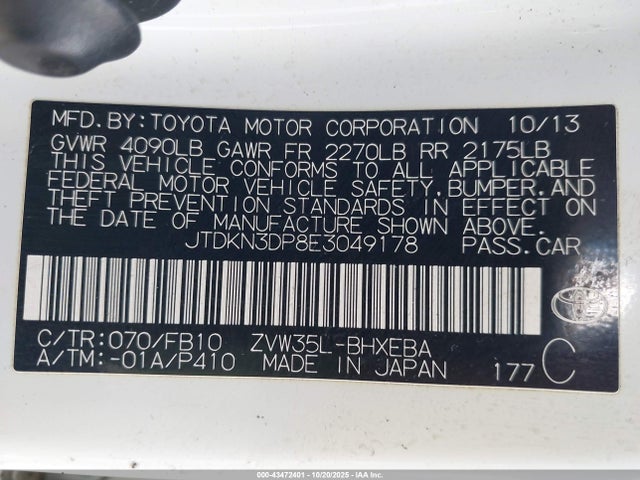 MFD.BY:TOYOTA MOTOR CORPORATION 10/13
GVWR 4090LB GAWR FR 2270LB RR 2175LB
THIS VEHICLE CONFORMS TO ALL APPLICABLE
FEDERAL MOTOR VEHICLE SAFETY,BUMPER,AND
THEFT PREVENTION STANDARDS IN EFFECT ON
THE DATE OF MANUFACTURE SHOWN ABOVE.
JTDKN3DP8E3049178 PASS.CAR
C/TR:070/FB10 ZVW35L-BHXEBA
A/TM:-01A/P410 MADE IN JAPAN 177 C
000-43472401 | 10/20/2025 | IAA